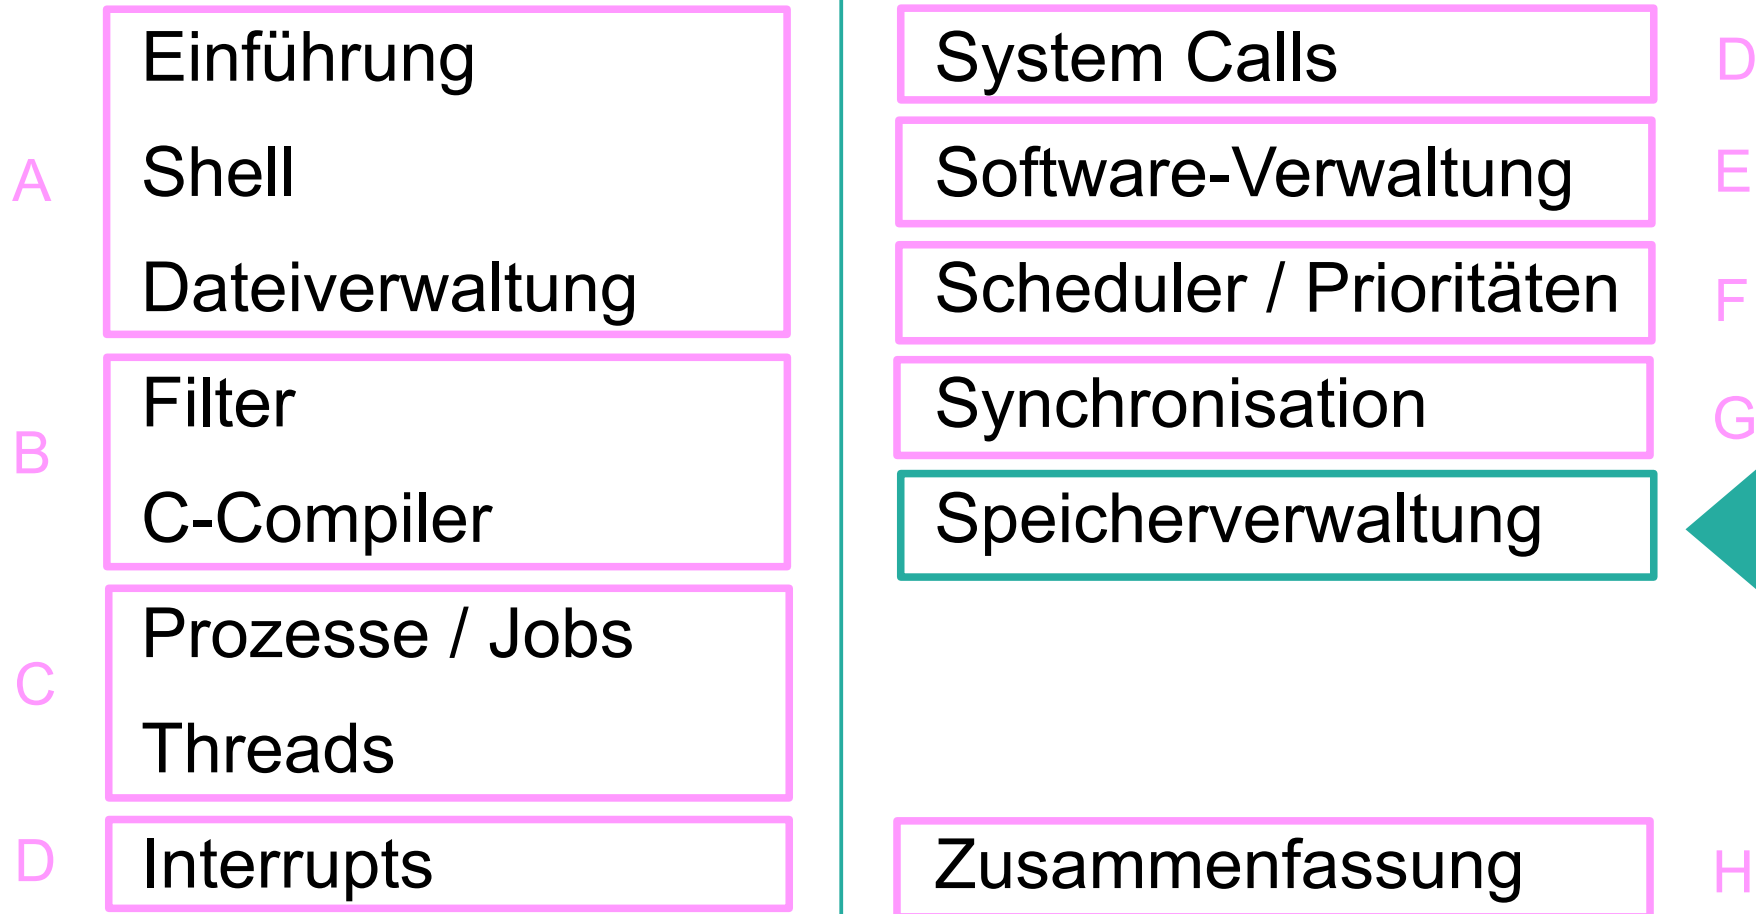 Einführung
A
Shell
Dateiverwaltung
Filter
B
C-Compiler
Prozesse / Jobs
C
Threads
D
Interrupts
System Calls
D
Software-Verwaltung
E
Scheduler / Prioritäten
F
Synchronisation
G
Speicherverwaltung
Zusammenfassung
H